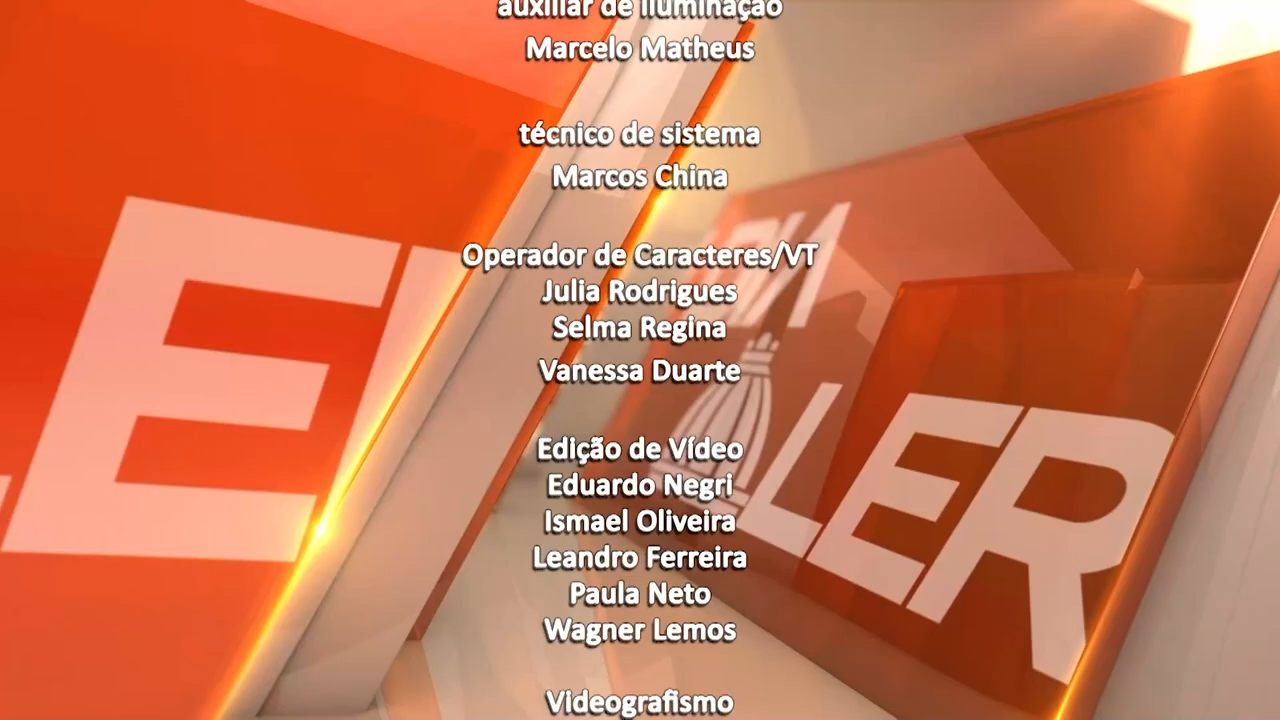 auxiliar de iluminação
Marcelo Matheus
técnico de sistema
Marcos China
Operador de Caracteres/VT
Julia Rodrigues
Selma Regina
Vanessa Duarte
Edição de Vídeo
Eduardo Negri
Ismael Oliveira
Leandro Ferreira
Paula Neto
Wagner Lemos
Videografismo
LER